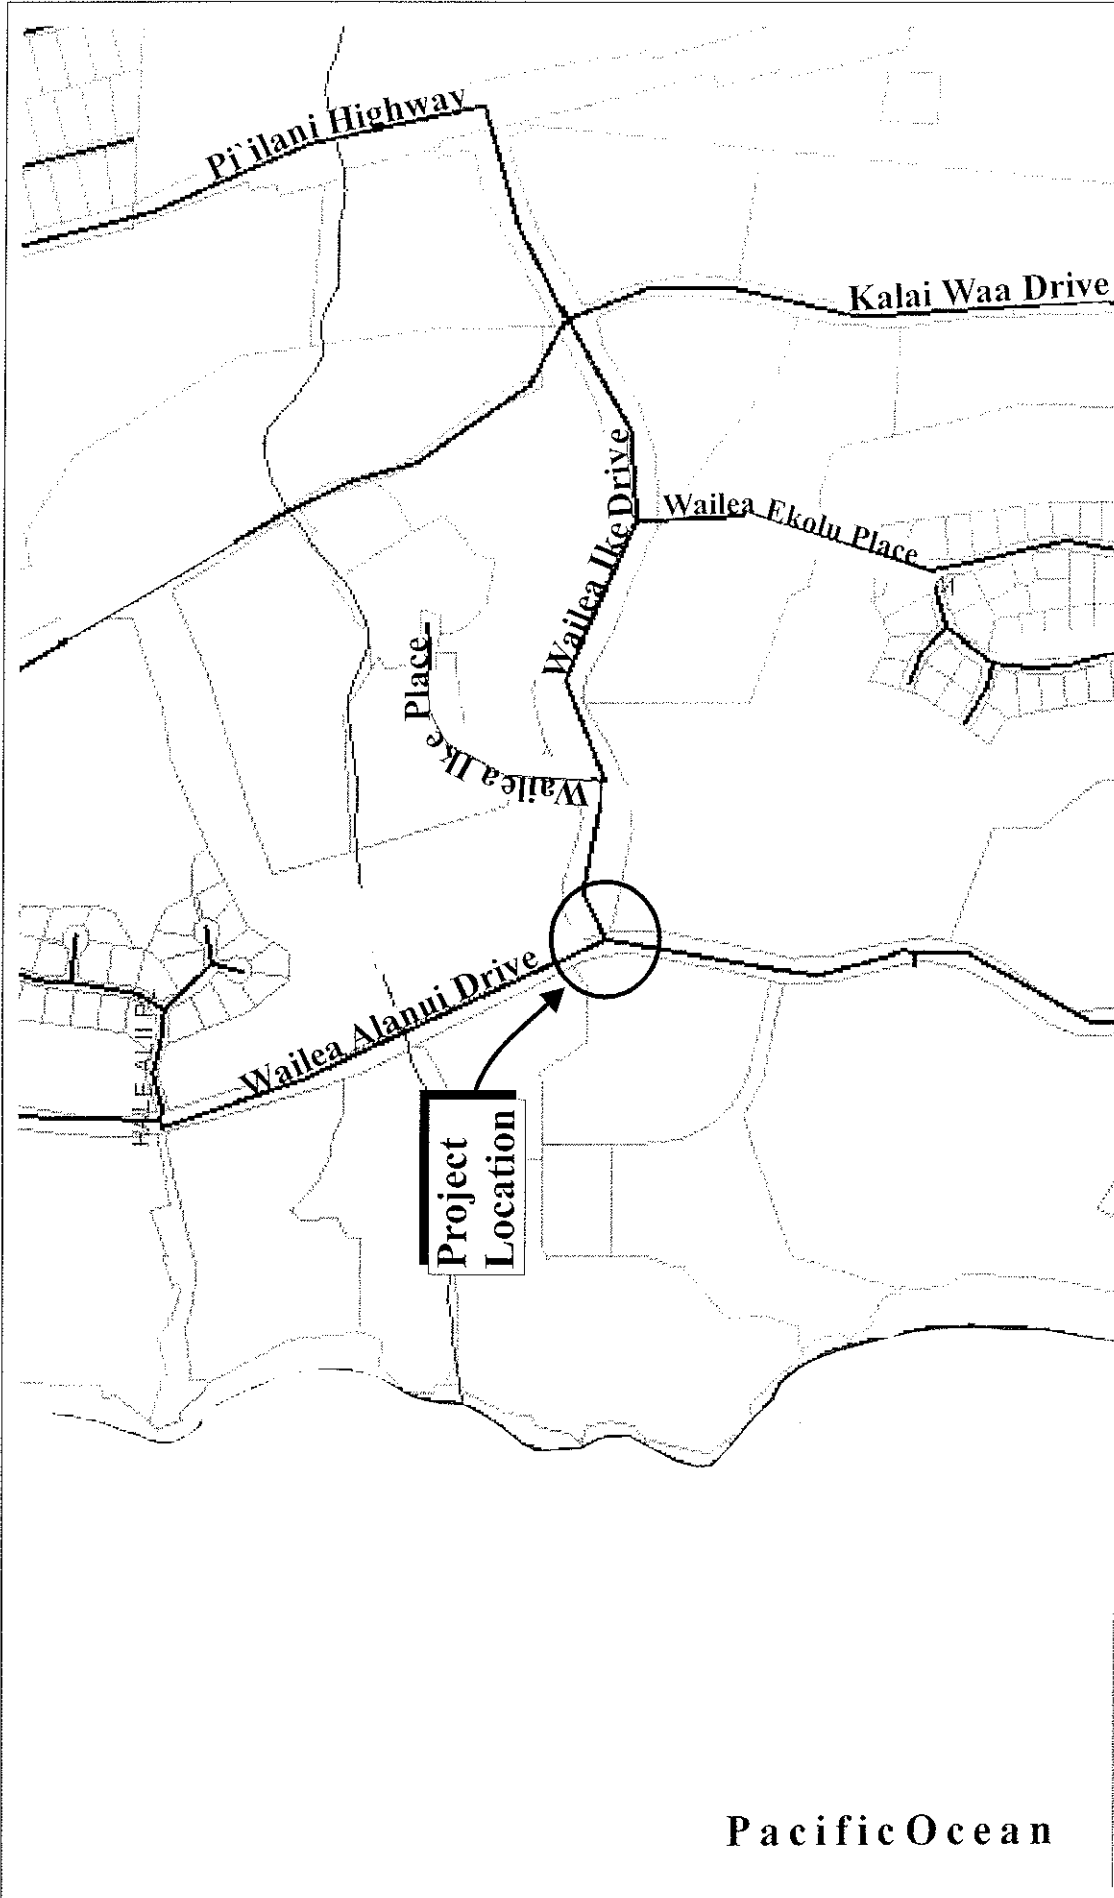 Pi`ilani Highway
Kalai Waa Drive
Wailea Ike Drive
Wailea Ekolu Place
Wailea Ike Place
Wailea Alanui Drive
Project
Location
Pacific Ocean